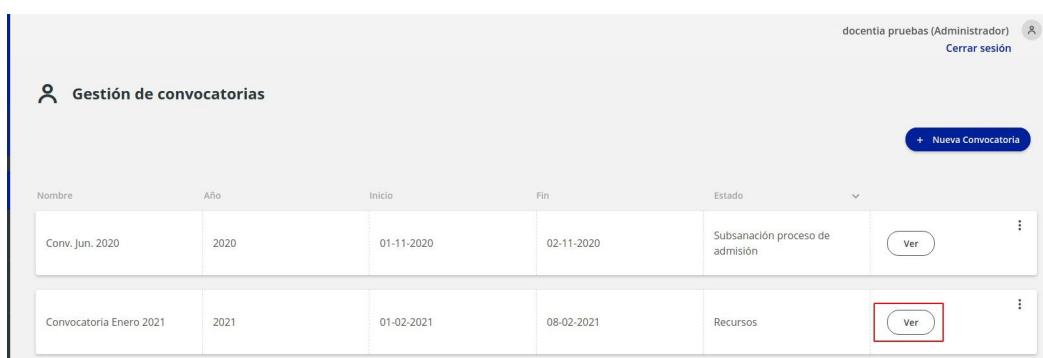 docentia pruebas (Administrador)
Cerrar sesión
Gestión de convocatorias
+ Nueva Convocatoria
Nombre Año Inicio Fin Estado
Conv. Jun. 2020 2020 01-11-2020 02-11-2020 Subsanación proceso de admisión Ver
Convocatoria Enero 2021 2021 01-02-2021 08-02-2021 Recursos Ver